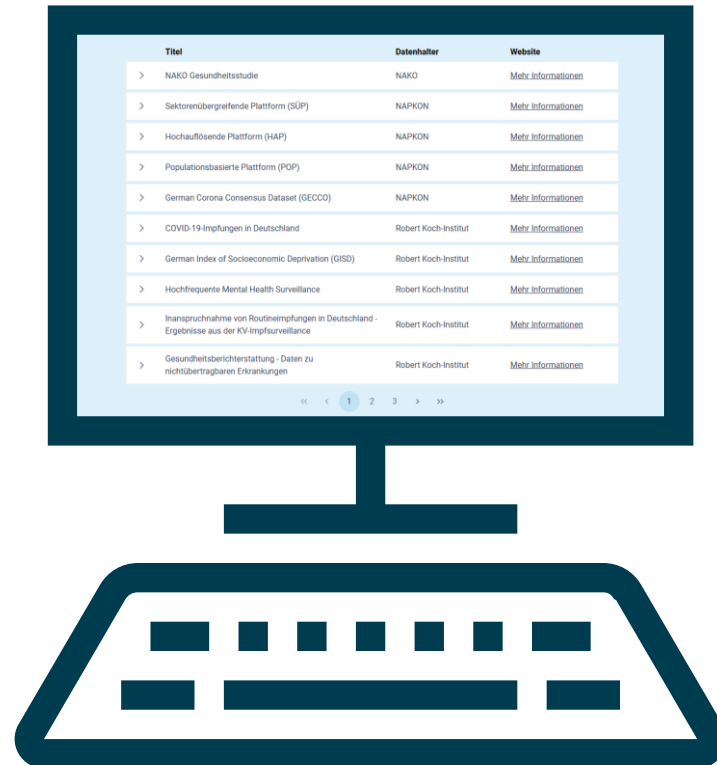 Titel Datenhalter Website
NAKO Gesundheitsstudie NAKO Mehr Informationen
Sektorenübergreifende Plattform (SÜP) NAPKON Mehr Informationen
Hochauflösende Plattform (HAP) NAPKON Mehr Informationen
Populationsbasierte Plattform (POP) NAPKON Mehr Informationen
German Corona Consensus Dataset (GECCO) NAPKON Mehr Informationen
COVID-19-Impfungen in Deutschland Robert Koch-Institut Mehr Informationen
German Index of Socioeconomic Deprivation (GISD) Robert Koch-Institut Mehr Informationen
Hochfrequente Mental Health Surveillance Robert Koch-Institut Mehr Informationen
Inanspruchnahme von Routineimpfungen in Deutschland -
Ergebnisse aus der KV-Impfsurveillance Robert Koch-Institut Mehr Informationen
Gesundheitsberichterstattung - Daten zu
nichtübertragbaren Erkrankungen Robert Koch-Institut Mehr Informationen
« ‹ 1 2 3 › »